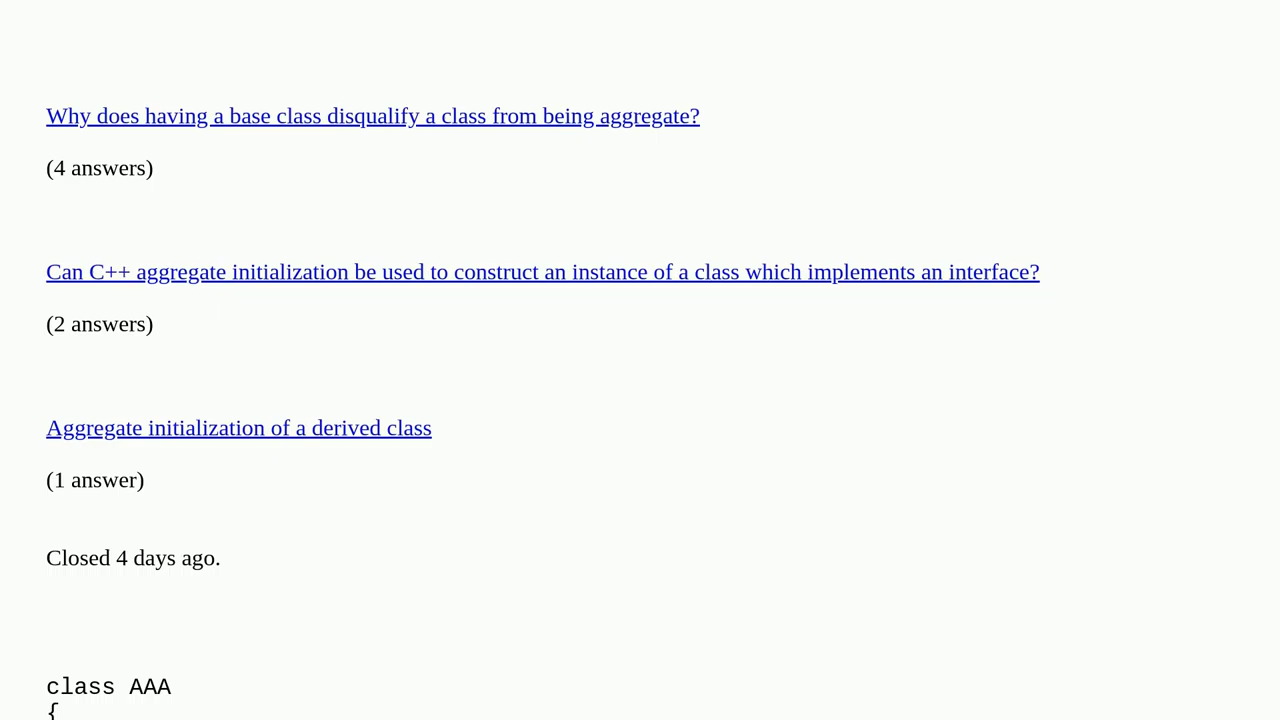 Why does having a base class disqualify a class from being aggregate?
(4 answers)
Can C++ aggregate initialization be used to construct an instance of a class which implements an interface?
(2 answers)
Aggregate initialization of a derived class
(1 answer)
Closed 4 days ago.
class AAA
{